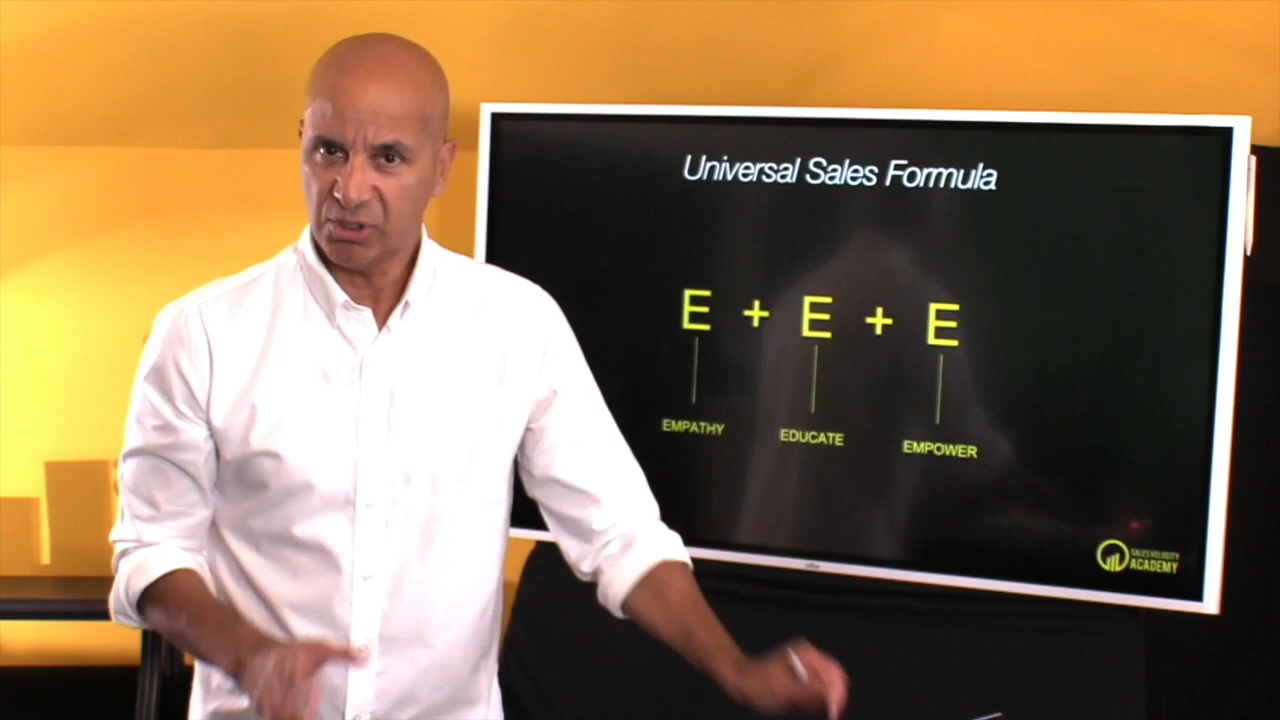 Universal Sales Formula
E + E + E
EMPATHY
EDUCATE
EMPOWER
SALES VELOCITY
ACADEMY